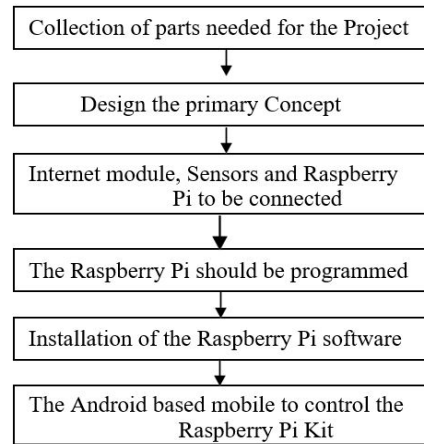 Collection of parts needed for the Project
Design the primary Concept
Internet module, Sensors and Raspberry
Pi to be connected
The Raspberry Pi should be programmed
Installation of the Raspberry Pi software
The Android based mobile to control the
Raspberry Pi Kit